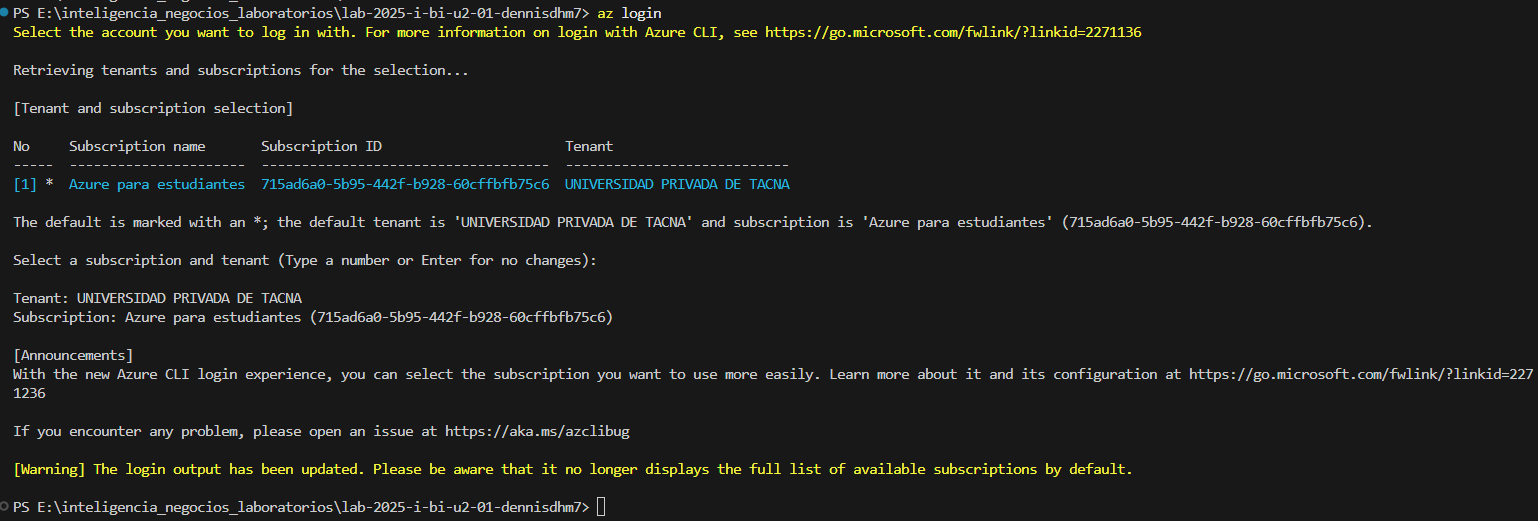 PS E:\inteligencia_negocios_laboratorios\lab-2025-i-bi-u2-01-dennisdhm7> az login
Select the account you want to log in with. For more information on login with Azure CLI, see https://go.microsoft.com/fwlink/?linkid=2271136
Retrieving tenants and subscriptions for the selection...
[Tenant and subscription selection]
No     Subscription name       Subscription ID                       Tenant
-----  ----------------------  ------------------------------------  ----------------------------
[1] *  Azure para estudiantes  715ad6a0-5b95-442f-b928-60cffbfb75c6  UNIVERSIDAD PRIVADA DE TACNA
The default is marked with an *; the default tenant is 'UNIVERSIDAD PRIVADA DE TACNA' and subscription is 'Azure para estudiantes' (715ad6a0-5b95-442f-b928-60cffbfb75c6).
Select a subscription and tenant (Type a number or Enter for no changes):
Tenant: UNIVERSIDAD PRIVADA DE TACNA
Subscription: Azure para estudiantes (715ad6a0-5b95-442f-b928-60cffbfb75c6)
[Announcements]
With the new Azure CLI login experience, you can select the subscription you want to use more easily. Learn more about it and its configuration at https://go.microsoft.com/fwlink/?linkid=227
1236
If you encounter any problem, please open an issue at https://aka.ms/azclibug
[Warning] The login output has been updated. Please be aware that it no longer displays the full list of available subscriptions by default.
PS E:\inteligencia_negocios_laboratorios\lab-2025-i-bi-u2-01-dennisdhm7>